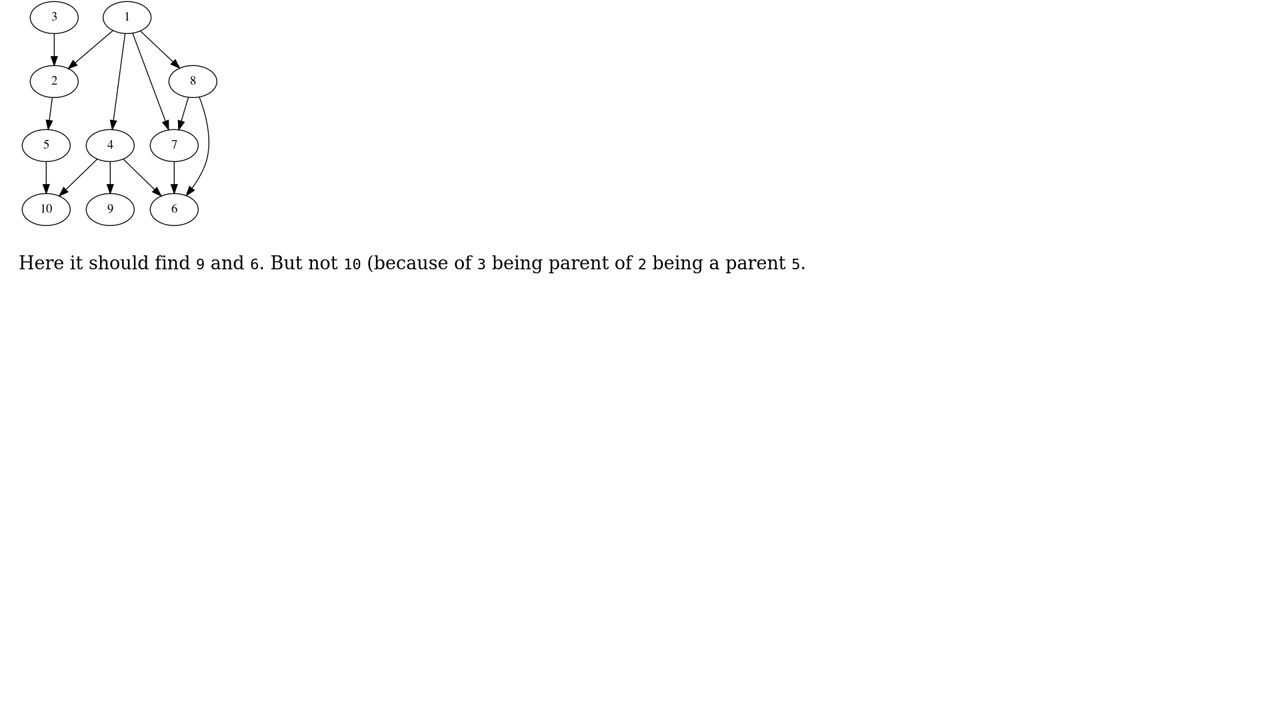 3 1
2 8
5 4 7
10 9 6
Here it should find 9 and 6. But not 10 (because of 3 being parent of 2 being a parent 5.